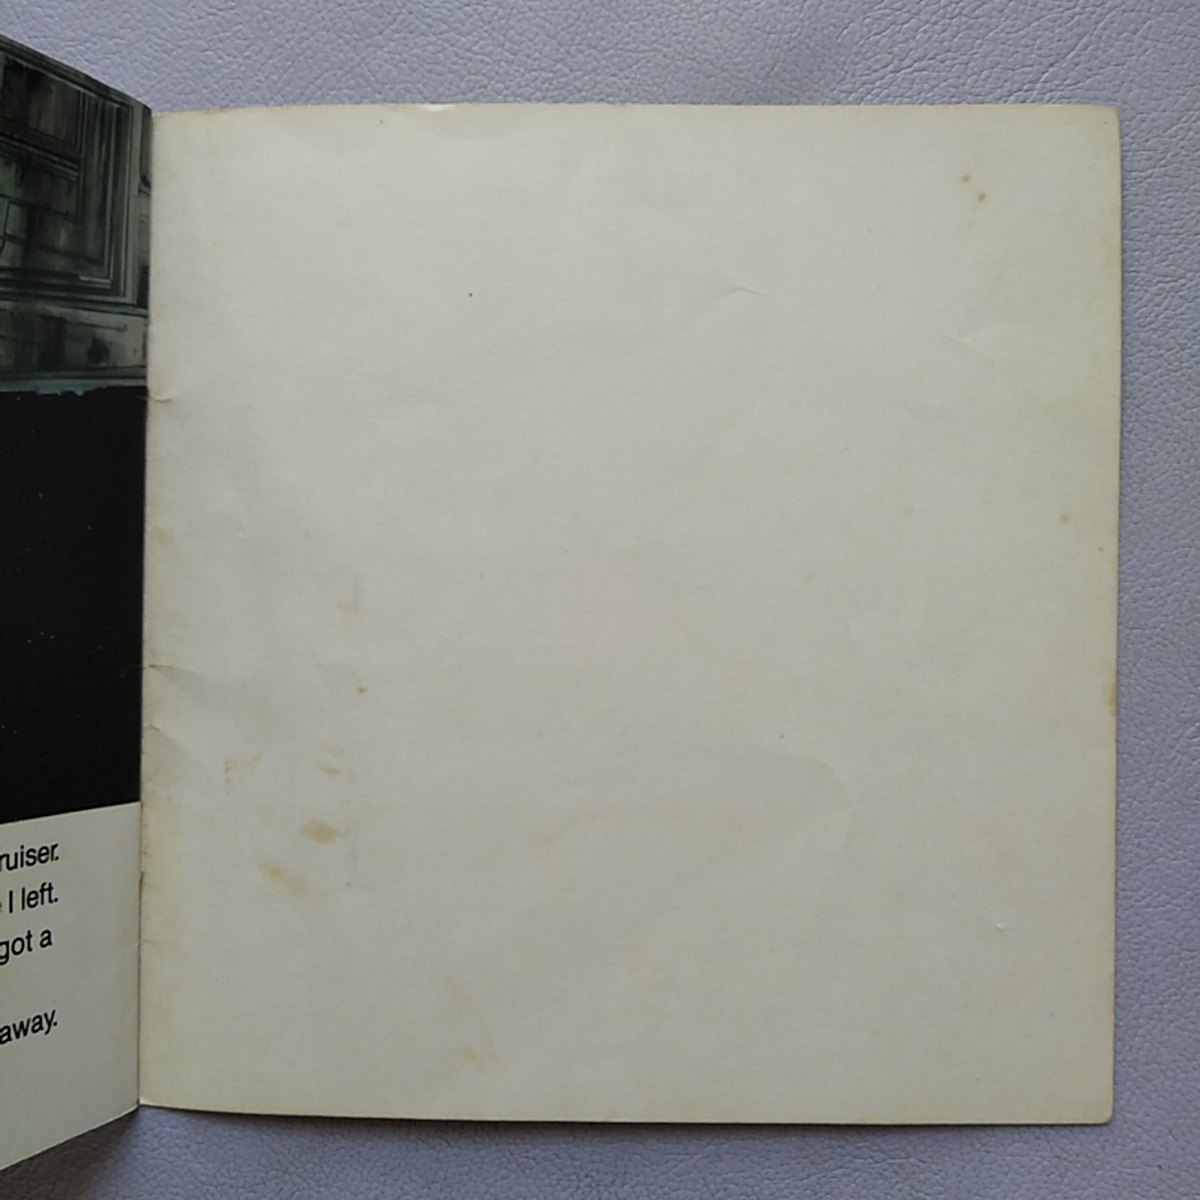 ruiser.
I left.
got a
away.